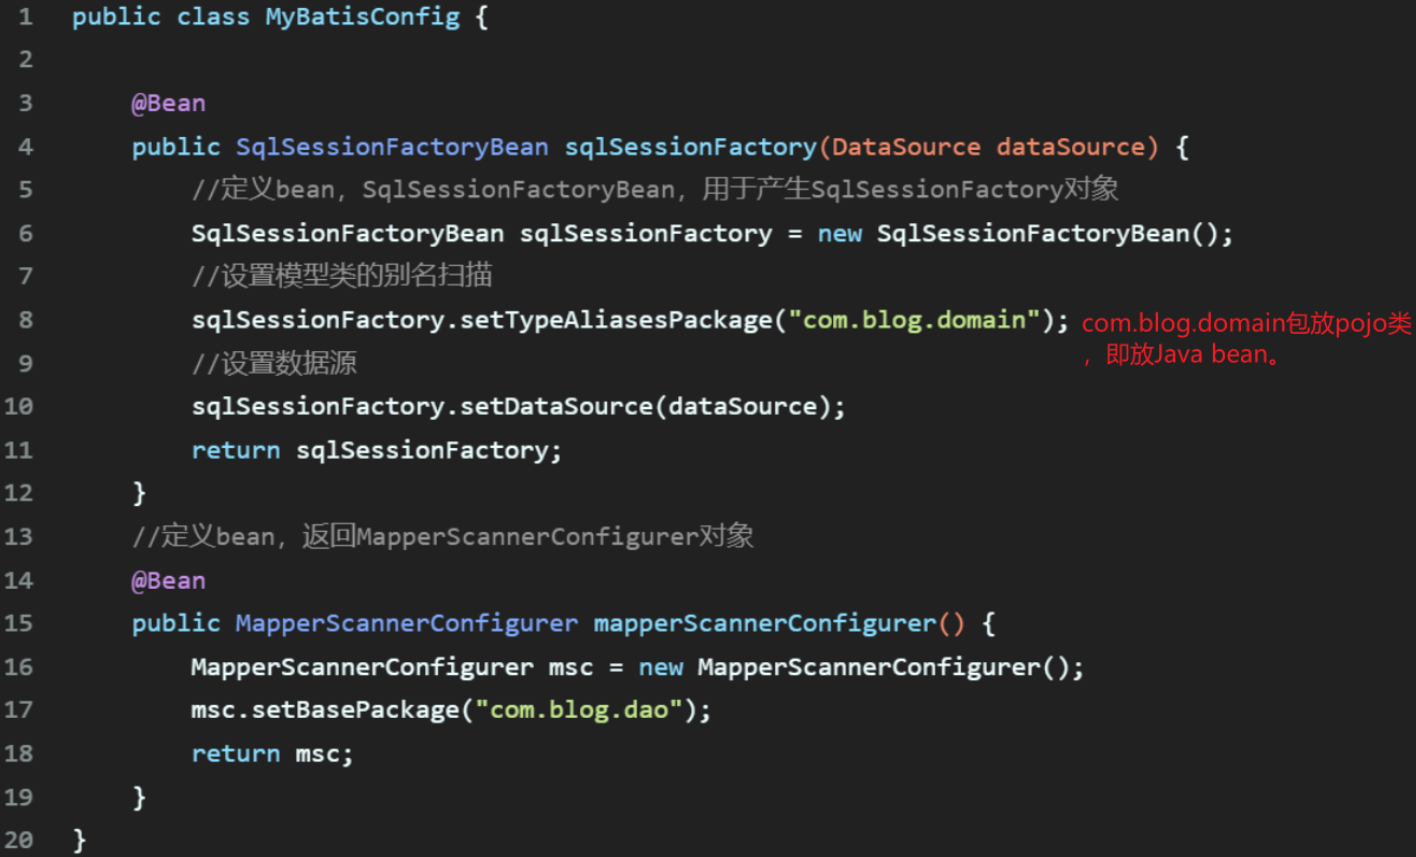 1 public class MyBatisConfig {
2
3 @Bean
4 public SqlSessionFactoryBean sqlSessionFactory(DataSource dataSource) {
5 //定义bean，SqlSessionFactoryBean，用于产生SqlSessionFactory对象
6 SqlSessionFactoryBean sqlSessionFactory = new SqlSessionFactoryBean();
7 //设置模型类的别名扫描
8 sqlSessionFactory.setTypeAliasesPackage("com.blog.domain"); com.blog.domain包放pojo类
，即放Java bean。
9 //设置数据源
10 sqlSessionFactory.setDataSource(dataSource);
11 return sqlSessionFactory;
12 }
13 //定义bean，返回MapperScannerConfigurer对象
14 @Bean
15 public MapperScannerConfigurer mapperScannerConfigurer() {
16 MapperScannerConfigurer msc = new MapperScannerConfigurer();
17 msc.setBasePackage("com.blog.dao");
18 return msc;
19 }
20 }